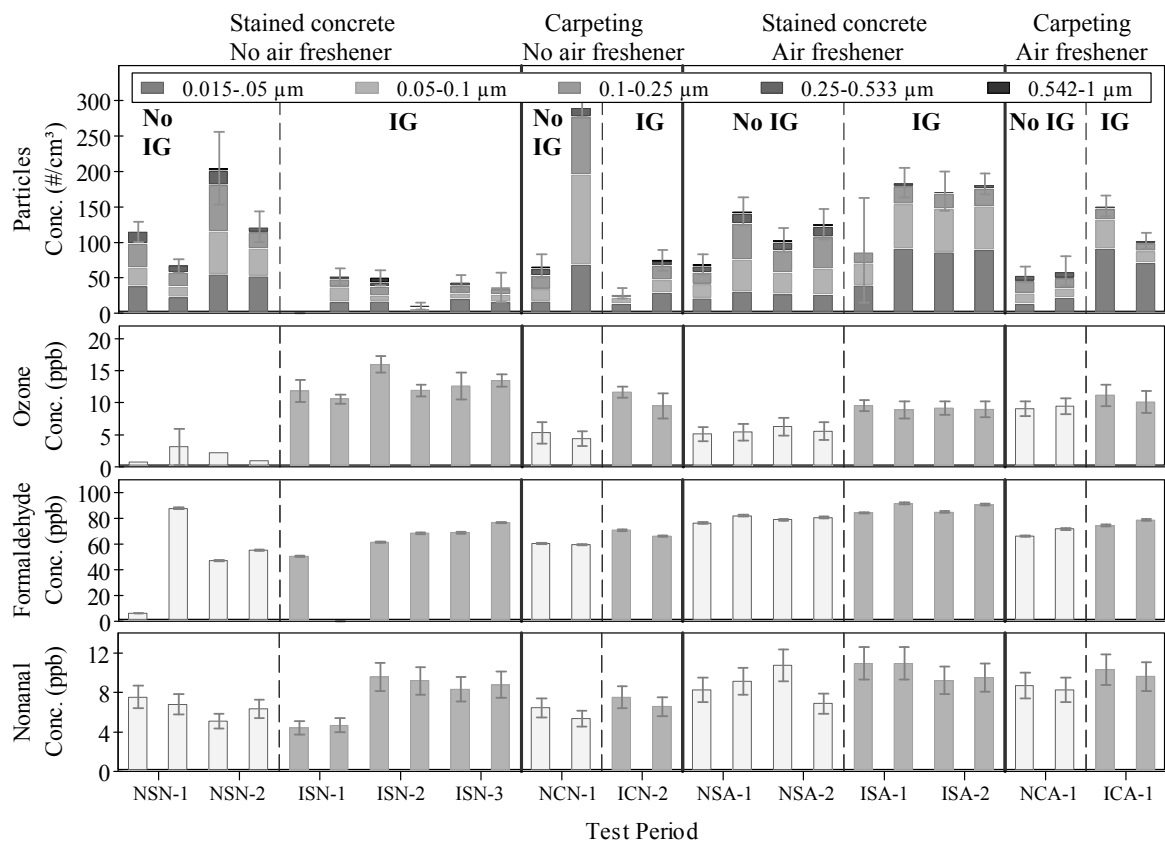 Stained concrete Carpeting Stained concrete Carpeting
No air freshener No air freshener Air freshener Air freshener
0.015-.05 µm 0.05-0.1 µm 0.1-0.25 µm 0.25-0.533 µm 0.542-1 µm
No IG IG No IG IG No IG IG No IG IG
Particles
Conc. (#/cm³)
300
250
200
150
100
50
0
Ozone
Conc. (ppb)
20
15
10
5
0
Formaldehyde
Conc. (ppb)
100
80
60
40
20
0
Nonanal
Conc. (ppb)
12
8
4
0
NSN-1 NSN-2 ISN-1 ISN-2 ISN-3 NCN-1 ICN-2 NSA-1 NSA-2 ISA-1 ISA-2 NCA-1 ICA-1
Test Period